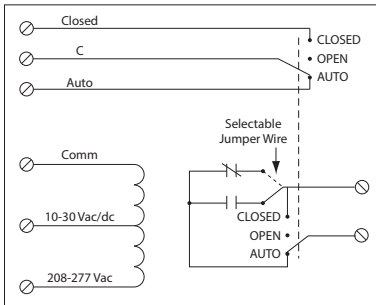 Closed
CLOSED
C
OPEN
AUTO
Auto
Selectable
Jumper Wire
Comm
10-30 Vac/dc
CLOSED
OPEN
AUTO
208-277 Vac